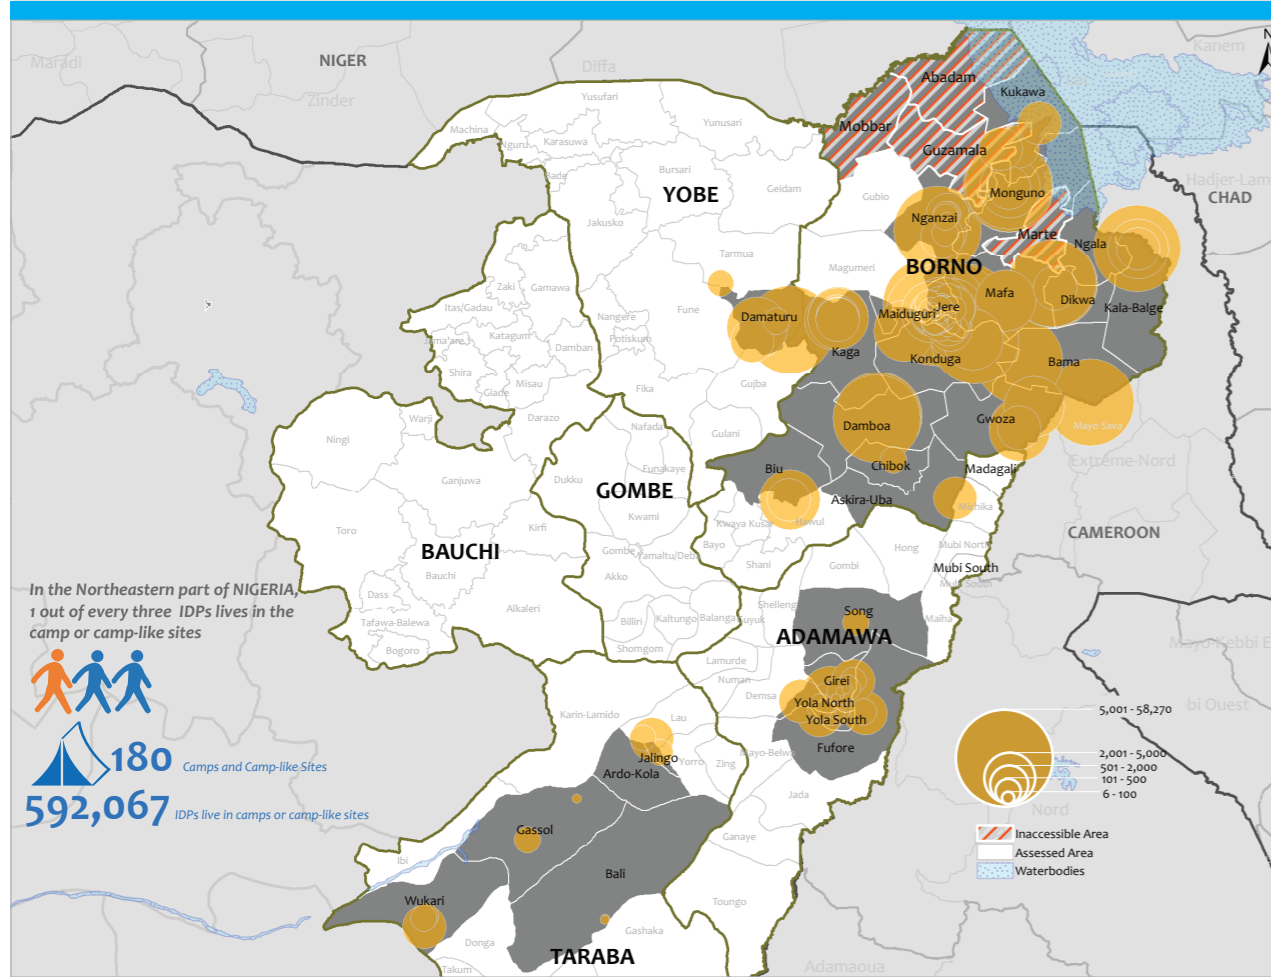 NIGER
Maradi
Zinder
Diffa
Kanem
N
Abadam
Kukawa
Mobbar
Guzamala
Yusufari
Yunusari
Machina
Nguru
Karasuwa
Bade
Bursari
Geidam
YOBE
Gubio
Monguno
Hadjer-Lam
CHAD
Jakusko
Nganzai
Marte
Ngala
Tarmua
Magumeri
BORNO
Zaki
Gamawa
Itas/Gadau
Nangere
Fune
Damaturu
Maiduguri
Jere
Mafa
Dikwa
Kala-Balge
Jama'are
Katagum
Damban
Potiskum
Kaga
Konduga
Bama
Shira
Giade
Misau
Fika
Gujba
Warji
Darazo
Nafada
Gulani
Damboa
Gwoza
Mayo Sava
Ningi
Funakaye
Biu
Chibok
Madagali
Extrême-Nord
Ganjuwa
Dukku
GOMBE
Askira-Uba
Michika
Toro
Kirfi
Kwami
Kwaya Kusar
Hawul
CAMEROON
BAUCHI
Gombe
Yamaltu/Deba
Bayo
Shani
Hong
Mubi North
Gombi
Mubi South
Mubi South
Bauchi
Akko
In the Northeastern part of NIGERIA,
1 out of every three IDPs lives in the
camp or camp-like sites
Dass
Alkaleri
Tafawa-Balewa
Billiri
Kaltungo
Balanga
Guyuk
Shelleng
Song
Maiha
ADAMAWA
Bogoro
Shomgom
Lamurde
Mayo-Kebbi E
Numan
Girei
Demsa
Yola North
Yola South
bi Ouest
Karin-Lamido
Lau
Fufore
Jalingo
Ardo-Kola
Yorro
Zing
Mayo-Belwa
5,001 - 58,270
2,001 - 5,000
501 - 2,000
101 - 500
6 - 100
180
Camps and Camp-like Sites
592,067
IDPs live in camps or camp-like sites
Jada
Nord
Gassol
Ganaye
Inaccessible Area
Assessed Area
Waterbodies
Ibi
Bali
Wukari
Toungo
Gashaka
Donga
TARABA
Takum
Adamaoua